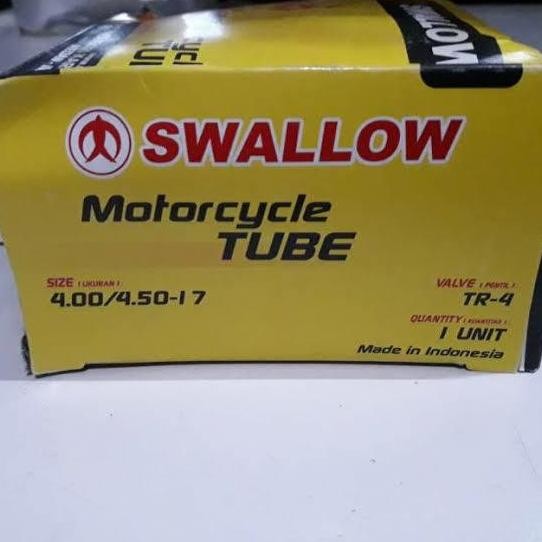 MOTOR
SWALLOW
Motorcycle
TUBE
SIZE (UKURAN):
4.00/4.50-17
VALVE (PENTIL):
TR-4
QUANTITY (KUANTITAS):
1 UNIT
Made in Indonesia